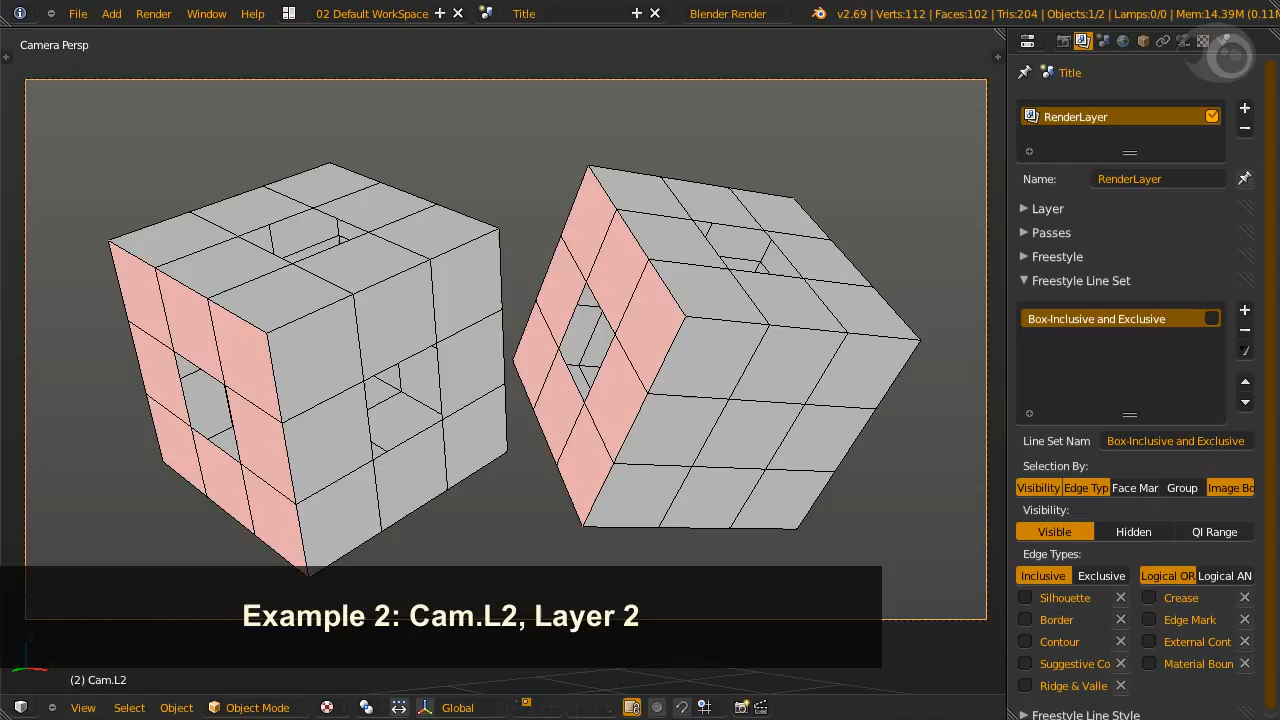 File Add Render Window Help 02 Default WorkSpace Title Blender Render v2.69 | Verts:112 | Faces:102 | Tris:204 | Objects:1/2 | Lamps:0/0 | Mem:14.39M (0.11M
Camera Persp
Title
RenderLayer
Name: RenderLayer
Layer
Passes
Freestyle
Freestyle Line Set
Box-Inclusive and Exclusive
Line Set Nam Box-Inclusive and Exclusive
Selection By:
Visibility Edge Typ Face Mar Group Image Bo
Visibility:
Visible Hidden QI Range
Edge Types:
Inclusive Exclusive Logical OR Logical AN
Silhouette Crease
Border Edge Mark
Contour External Cont
Suggestive Co Material Boun
Ridge & Valle
Freestyle Line Style
Example 2: Cam.L2, Layer 2
(2) Cam.L2
View Select Object Object Mode Global